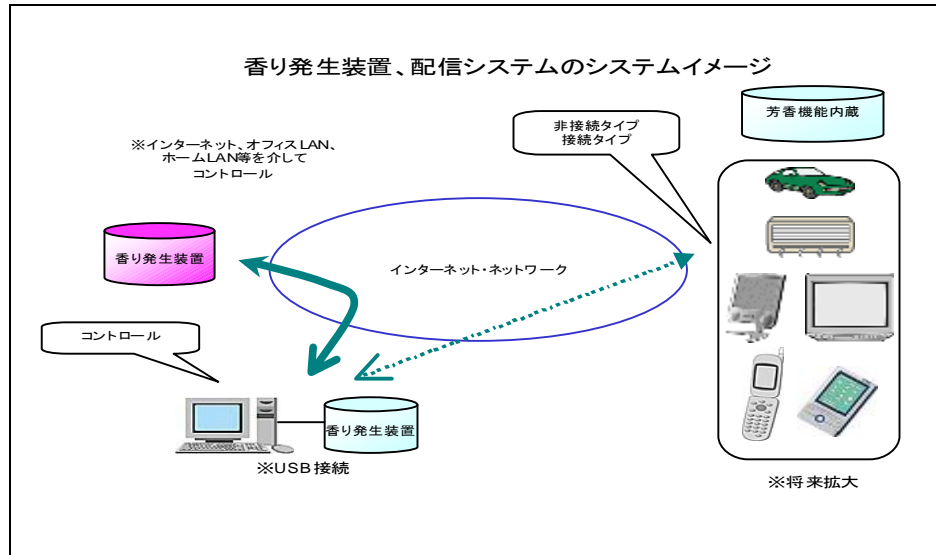 香り発生装置、配信システムのシステムイメージ
芳香機能内蔵
非接続タイプ
接続タイプ
※インターネット、オフィスLAN、
ホームLAN等を介して
コントロール
香り発生装置
インターネット・ネットワーク
コントロール
香り発生装置
※USB接続
※将来拡大